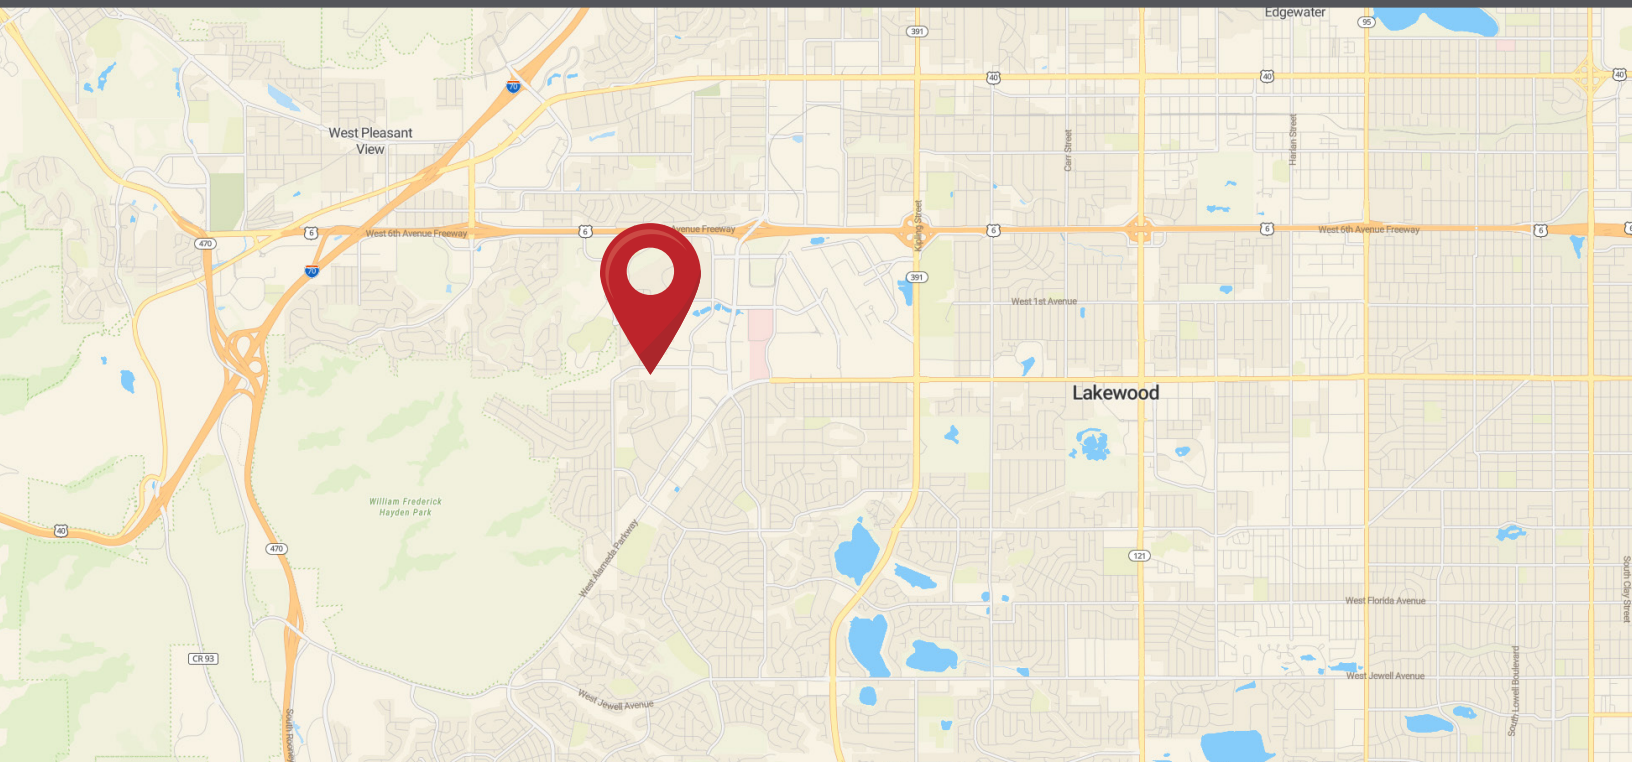 Edgewater
95
391
40
40
40
70
West Pleasant
View
Carr Street
Harlan Street
Kipling Street
470
6
West 6th Avenue Freeway
6
Avenue Freeway
6
6
West 6th Avenue Freeway
6
70
391
West 1st Avenue
Lakewood
William Frederick
Hayden Park
40
470
West Alameda Parkway
121
South Clay Street
West Florida Avenue
CR 93
West Jewell Avenue
West Jewell Avenue
South Lowell Boulevard
South Rooney